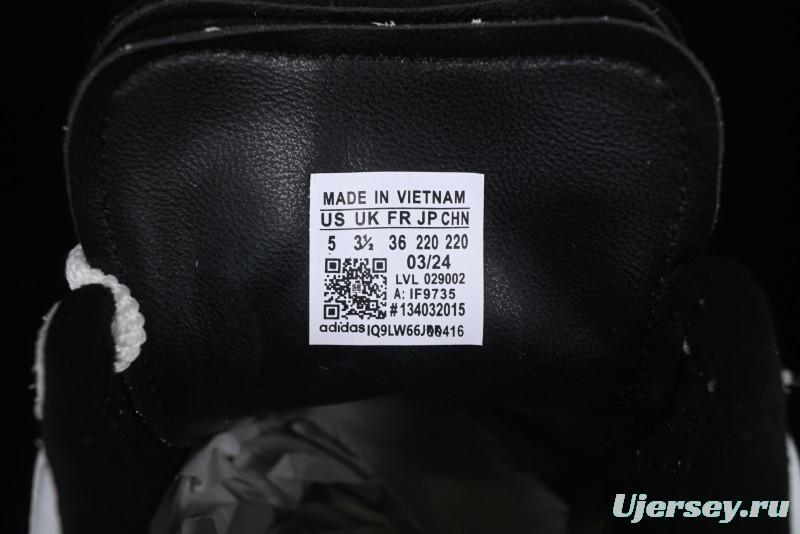 MADE IN VIETNAM
US UK FR JP CHN
5 3½ 36 220 220
03/24
LVL 029002
A: IF9735
#134032015
adidas
Ujersey.ru